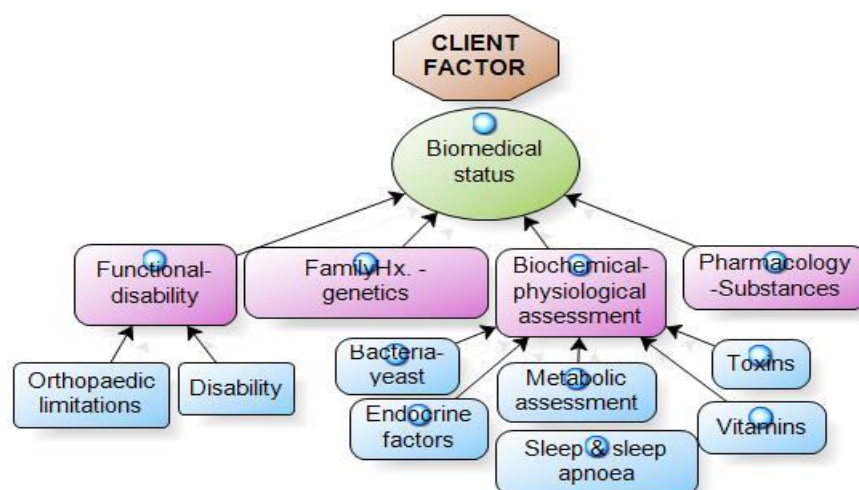 CLIENT
FACTOR
Biomedical
status
Functional-
disability
FamilyHx. -
genetics
Biochemical-
physiological
assessment
Pharmacology
-Substances
Orthopaedic
limitations
Disability
Bacteria-
yeast
Endocrine
factors
Metabolic
assessment
Sleep & sleep
apnoea
Toxins
Vitamins